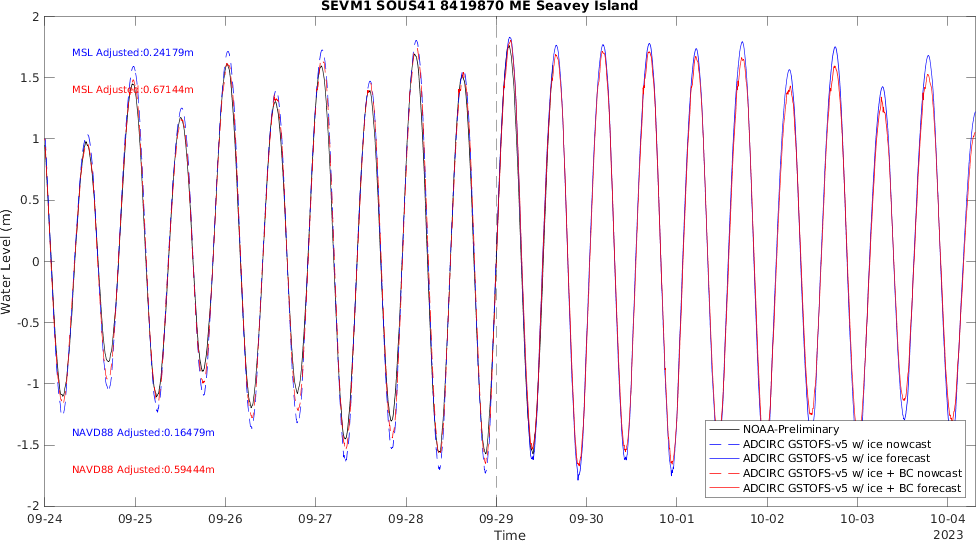 SEVM1 SOUS41 8419870 ME Seavey Island
Water Level (m)
2
1.5
1
0.5
0
-0.5
-1
-1.5
-2
MSL Adjusted:0.24179m
MSL Adjusted:0.67144m
NAVD88 Adjusted:0.16479m
NAVD88 Adjusted:0.59444m
NOAA-Preliminary
ADCIRC GSTOFS-v5 w/ ice nowcast
ADCIRC GSTOFS-v5 w/ ice forecast
ADCIRC GSTOFS-v5 w/ ice + BC nowcast
ADCIRC GSTOFS-v5 w/ ice + BC forecast
09-24 09-25 09-26 09-27 09-28 09-29 09-30 10-01 10-02 10-03 10-04
Time
2023